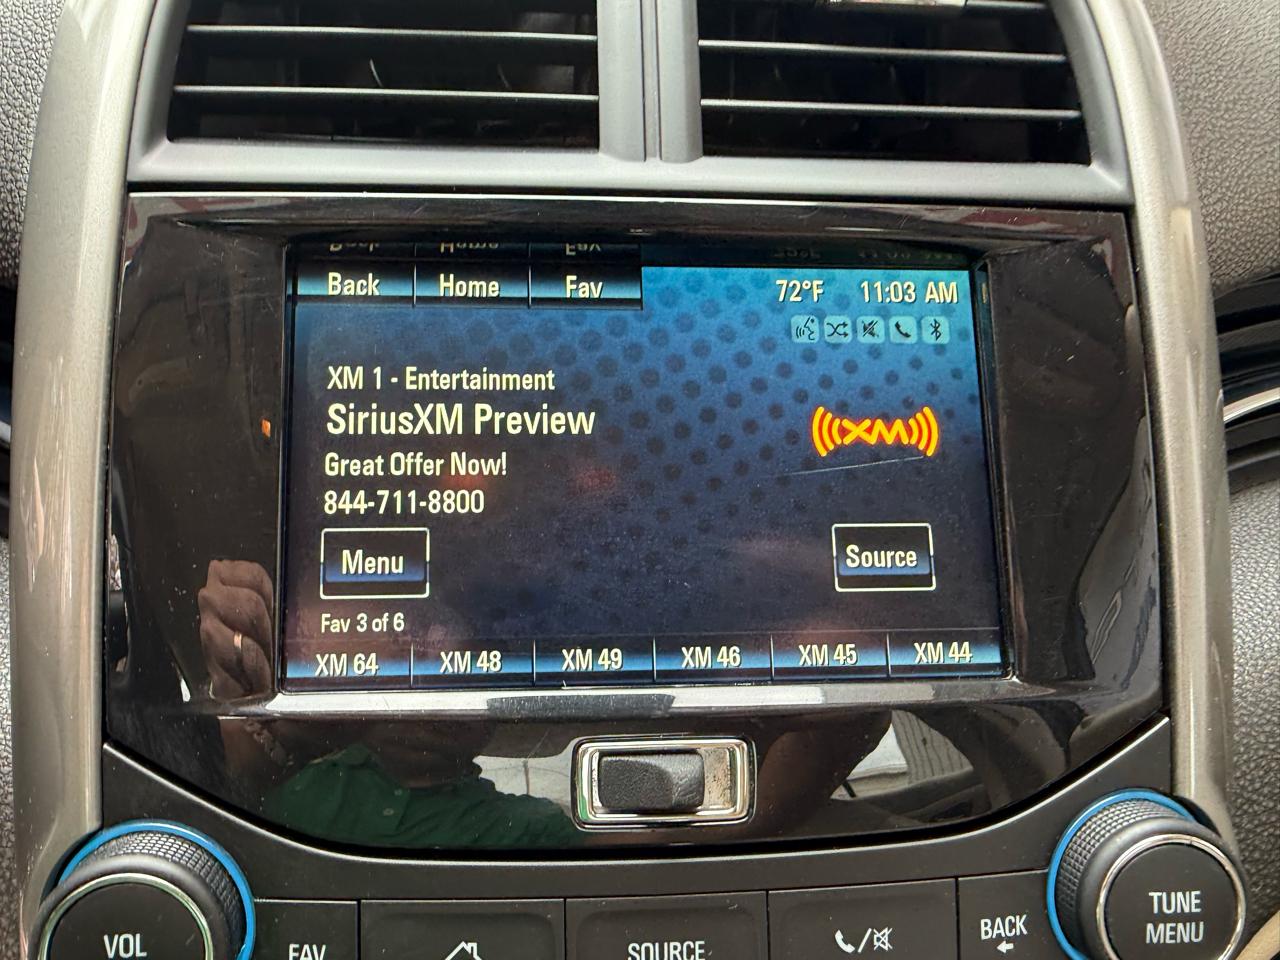 Back Home Fav
72°F 11:03 AM
XM 1 - Entertainment
SiriusXM Preview
XM
Great Offer Now!
844-711-8800
Menu
Source
Fav 3 of 6
XM 64 XM 48 XM 49 XM 46 XM 45 XM 44
VOL
FAV
SOURCE
BACK
TUNE
MENU